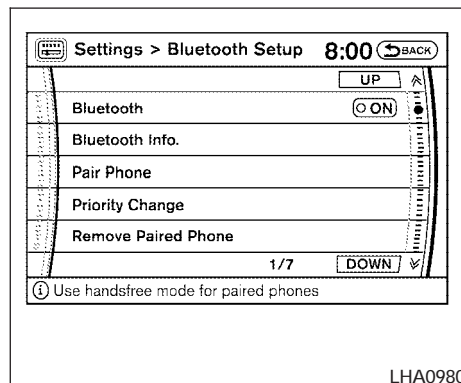 Settings > Bluetooth Setup 8:00 BACK
UP
Bluetooth ON
Bluetooth Info.
Pair Phone
Priority Change
Remove Paired Phone
1/7 DOWN
i Use handsfree mode for paired phones
LHA0980